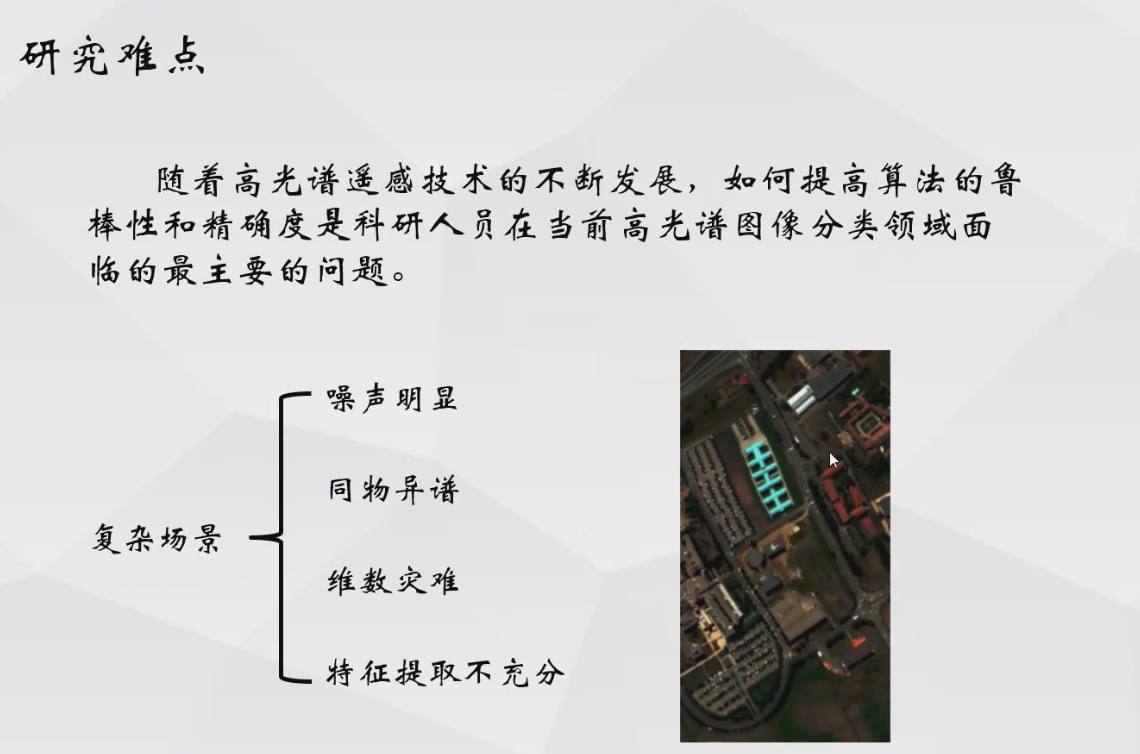 研究难点
随着高光谱遥感技术的不断发展，如何提高算法的鲁
棒性和精确度是科研人员在当前高光谱图像分类领域面
临的最主要的问题。
噪声明显
同物异谱
复杂场景
维数灾难
特征提取不充分